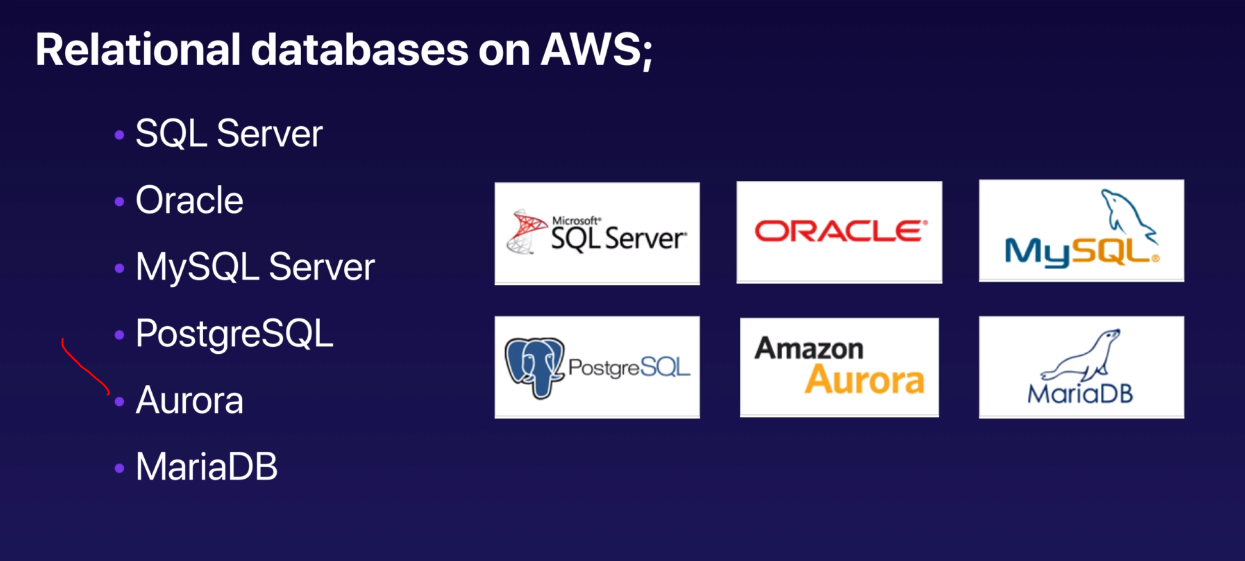 Relational databases on AWS;
• SQL Server
• Oracle
• MySQL Server
• PostgreSQL
• Aurora
• MariaDB
Microsoft®
SQL Server®
ORACLE®
MySQL®
PostgreSQL
Amazon
Aurora
MariaDB